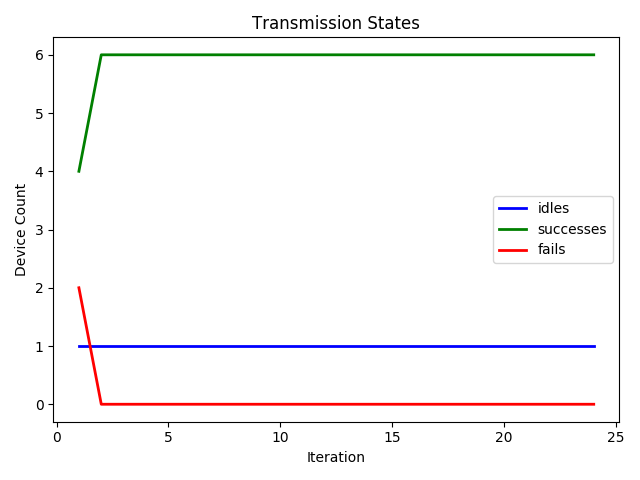 Transmission States
Device Count
6
5
4
3
2
1
0
idles
successes
fails
0 5 10 15 20 25
Iteration